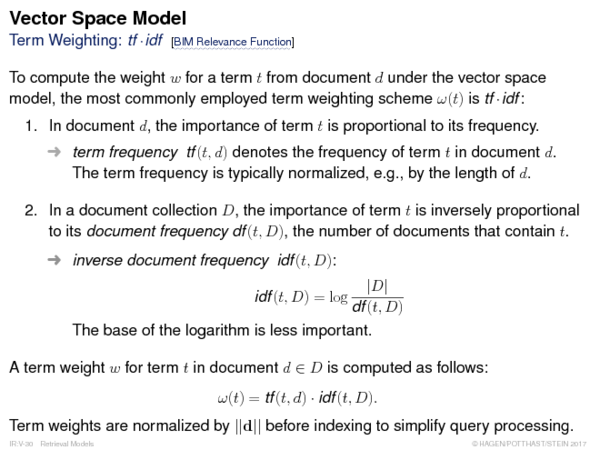 Vector Space Model
Term Weighting: tf · idf [BIM Relevance Function]
To compute the weight w for a term t from document d under the vector space
model, the most commonly employed term weighting scheme ω(t) is tf · idf:
1. In document d, the importance of term t is proportional to its frequency.
➜ term frequency tf(t, d) denotes the frequency of term t in document d.
The term frequency is typically normalized, e.g., by the length of d.
2. In a document collection D, the importance of term t is inversely proportional
to its document frequency df(t, D), the number of documents that contain t.
➜ inverse document frequency idf(t, D):
idf(t, D) = log |D| / df(t, D)
The base of the logarithm is less important.
A term weight w for term t in document d ∈ D is computed as follows:
ω(t) = tf(t, d) · idf(t, D).
Term weights are normalized by ||d|| before indexing to simplify query processing.
IR:V-30 Retrieval Models © HAGEN/POTTHAST/STEIN 2017